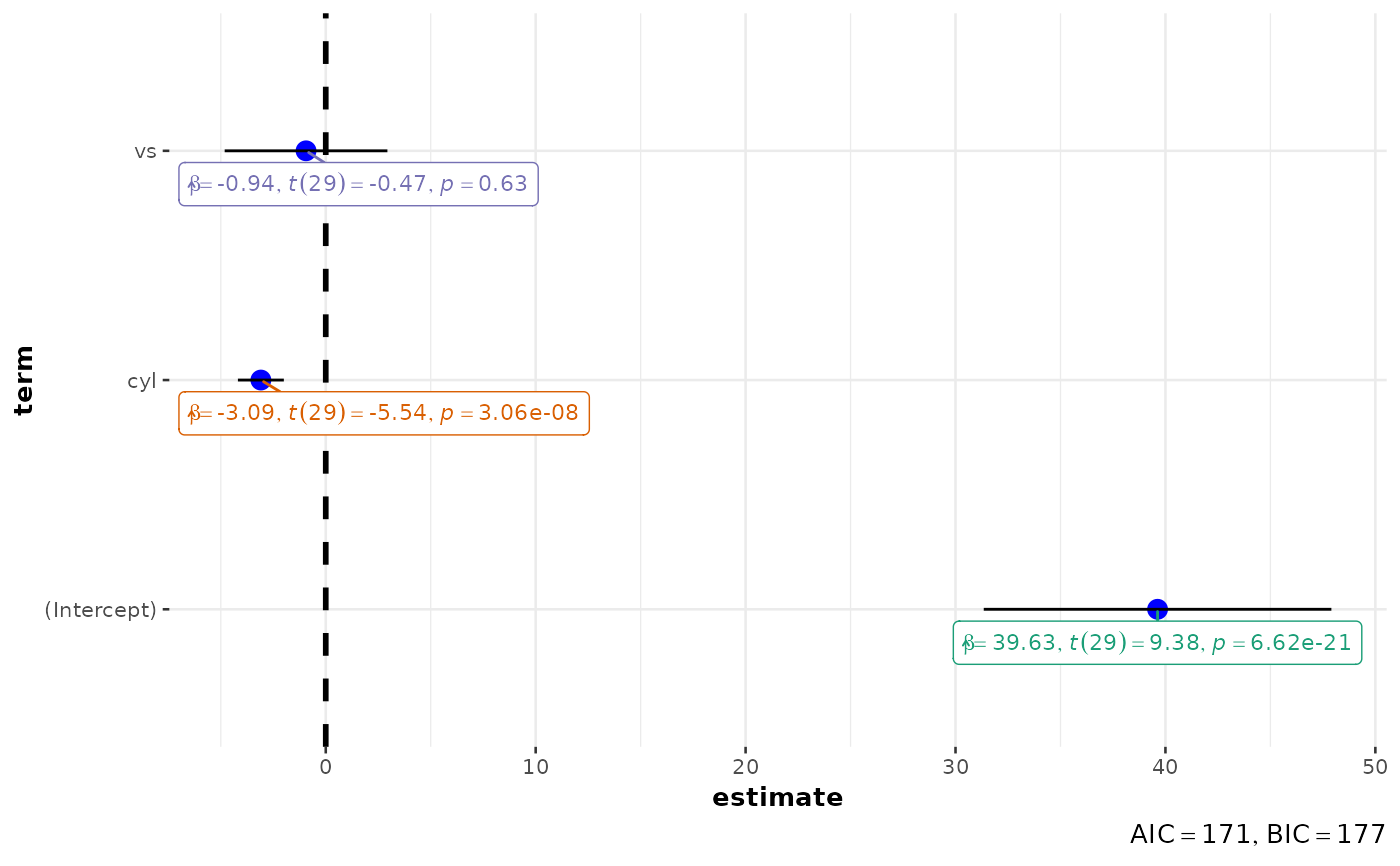 vs
β̂ = -0.94, t(29) = -0.47, p = 0.63
cyl
β̂ = -3.09, t(29) = -5.54, p = 3.06e-08
term
(Intercept)
β̂ = 39.63, t(29) = 9.38, p = 6.62e-21
0 10 20 30 40 50
estimate
AIC = 171, BIC = 177